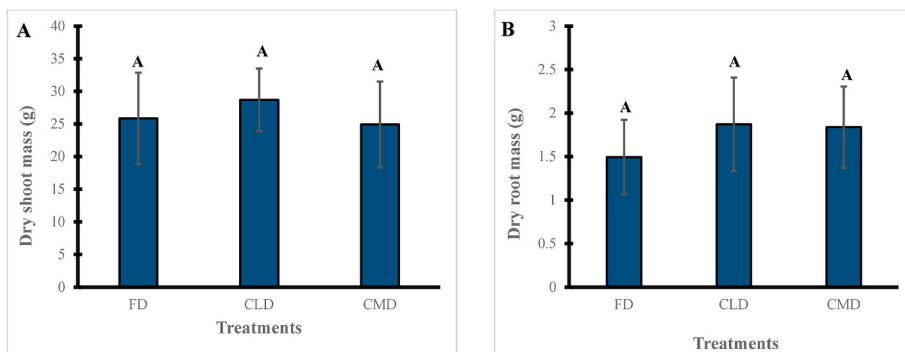 A
Dry shoot mass (g)
40
35
30
25
20
15
10
5
0
A
A
A
FD
CLD
CMD
Treatments
B
Dry root mass (g)
3
2.5
2
1.5
1
0.5
0
A
A
A
FD
CLD
CMD
Treatments